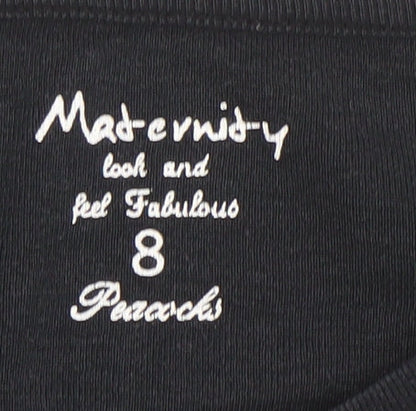 Maternity
look and
feel Fabulous
8
Peacocks